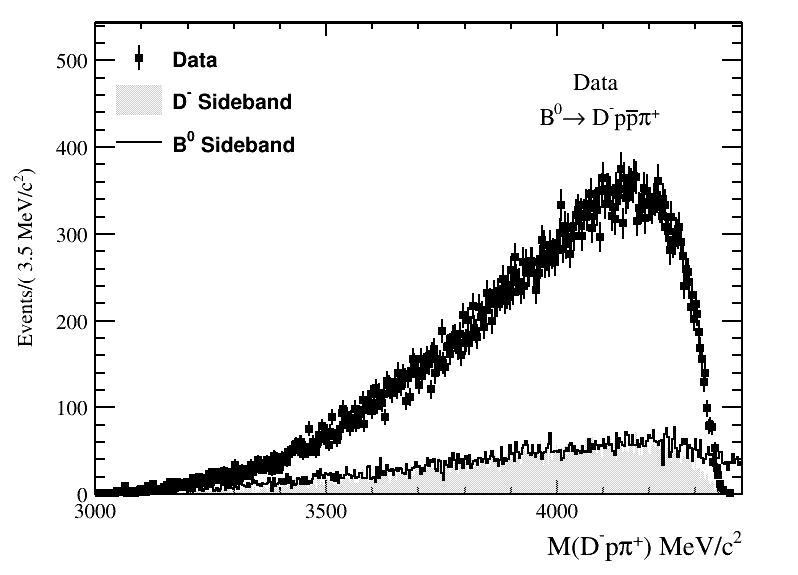 Data
D⁻ Sideband
B⁰ Sideband
Data
B⁰→ D⁻pp̅π⁺
Events/( 3.5 MeV/c²)
500
400
300
200
100
0
3000
3500
4000
M(D⁻pπ⁺) MeV/c²